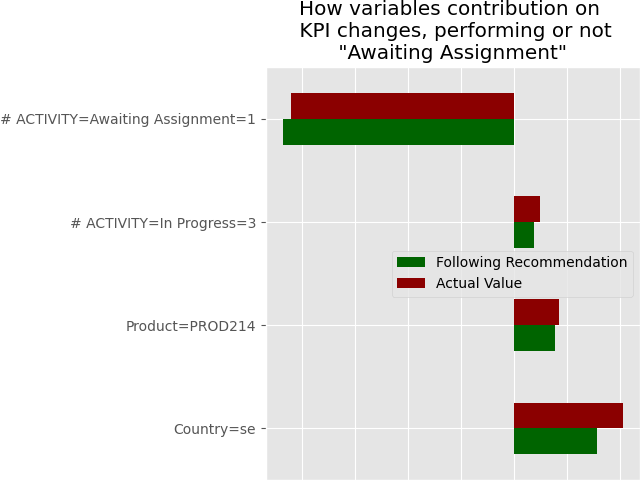 How variables contribution on
KPI changes, performing or not
"Awaiting Assignment"
# ACTIVITY=Awaiting Assignment=1
# ACTIVITY=In Progress=3
Following Recommendation
Actual Value
Product=PROD214
Country=se